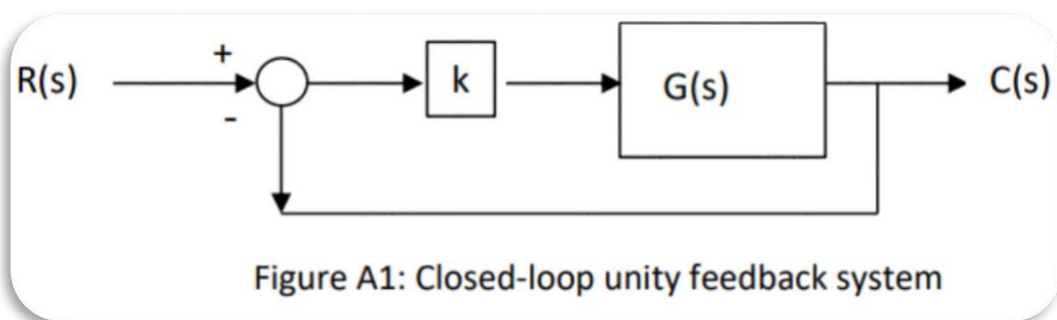 +
R(s)
k
G(s)
C(s)
-
Figure A1: Closed-loop unity feedback system